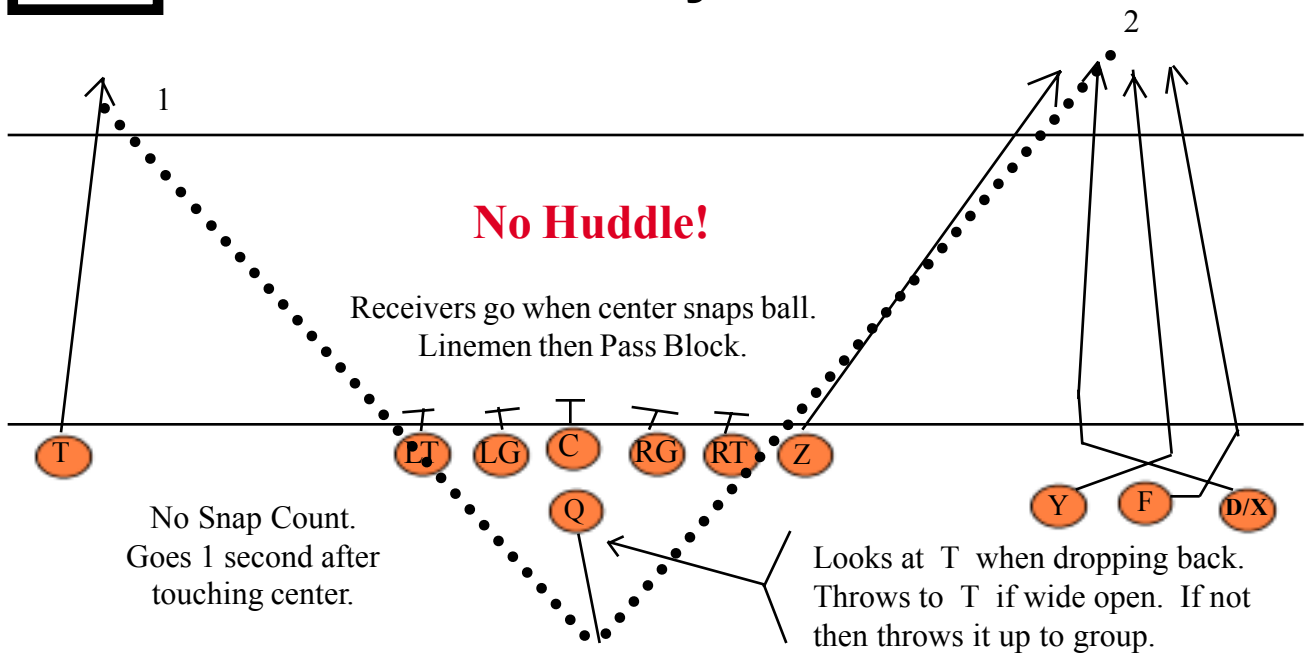 2
1
No Huddle!
Receivers go when center snaps ball.
Linemen then Pass Block.
T LT LG C RG RT Z
Q Y F D/X
No Snap Count.
Goes 1 second after
touching center.
Looks at T when dropping back.
Throws to T if wide open. If not
then throws it up to group.